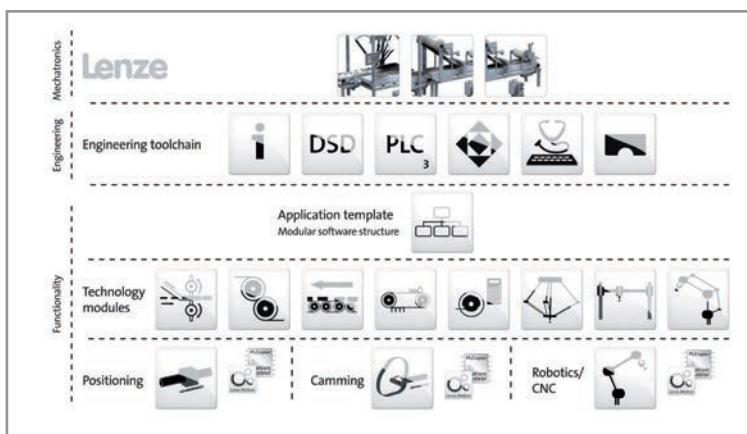 Mechatronics
Lenze
Engineering
Engineering toolchain
i
DSD
PLC
3
Functionality
Application template
Modular software structure
Technology
modules
Positioning
Camming
Robotics/
CNC